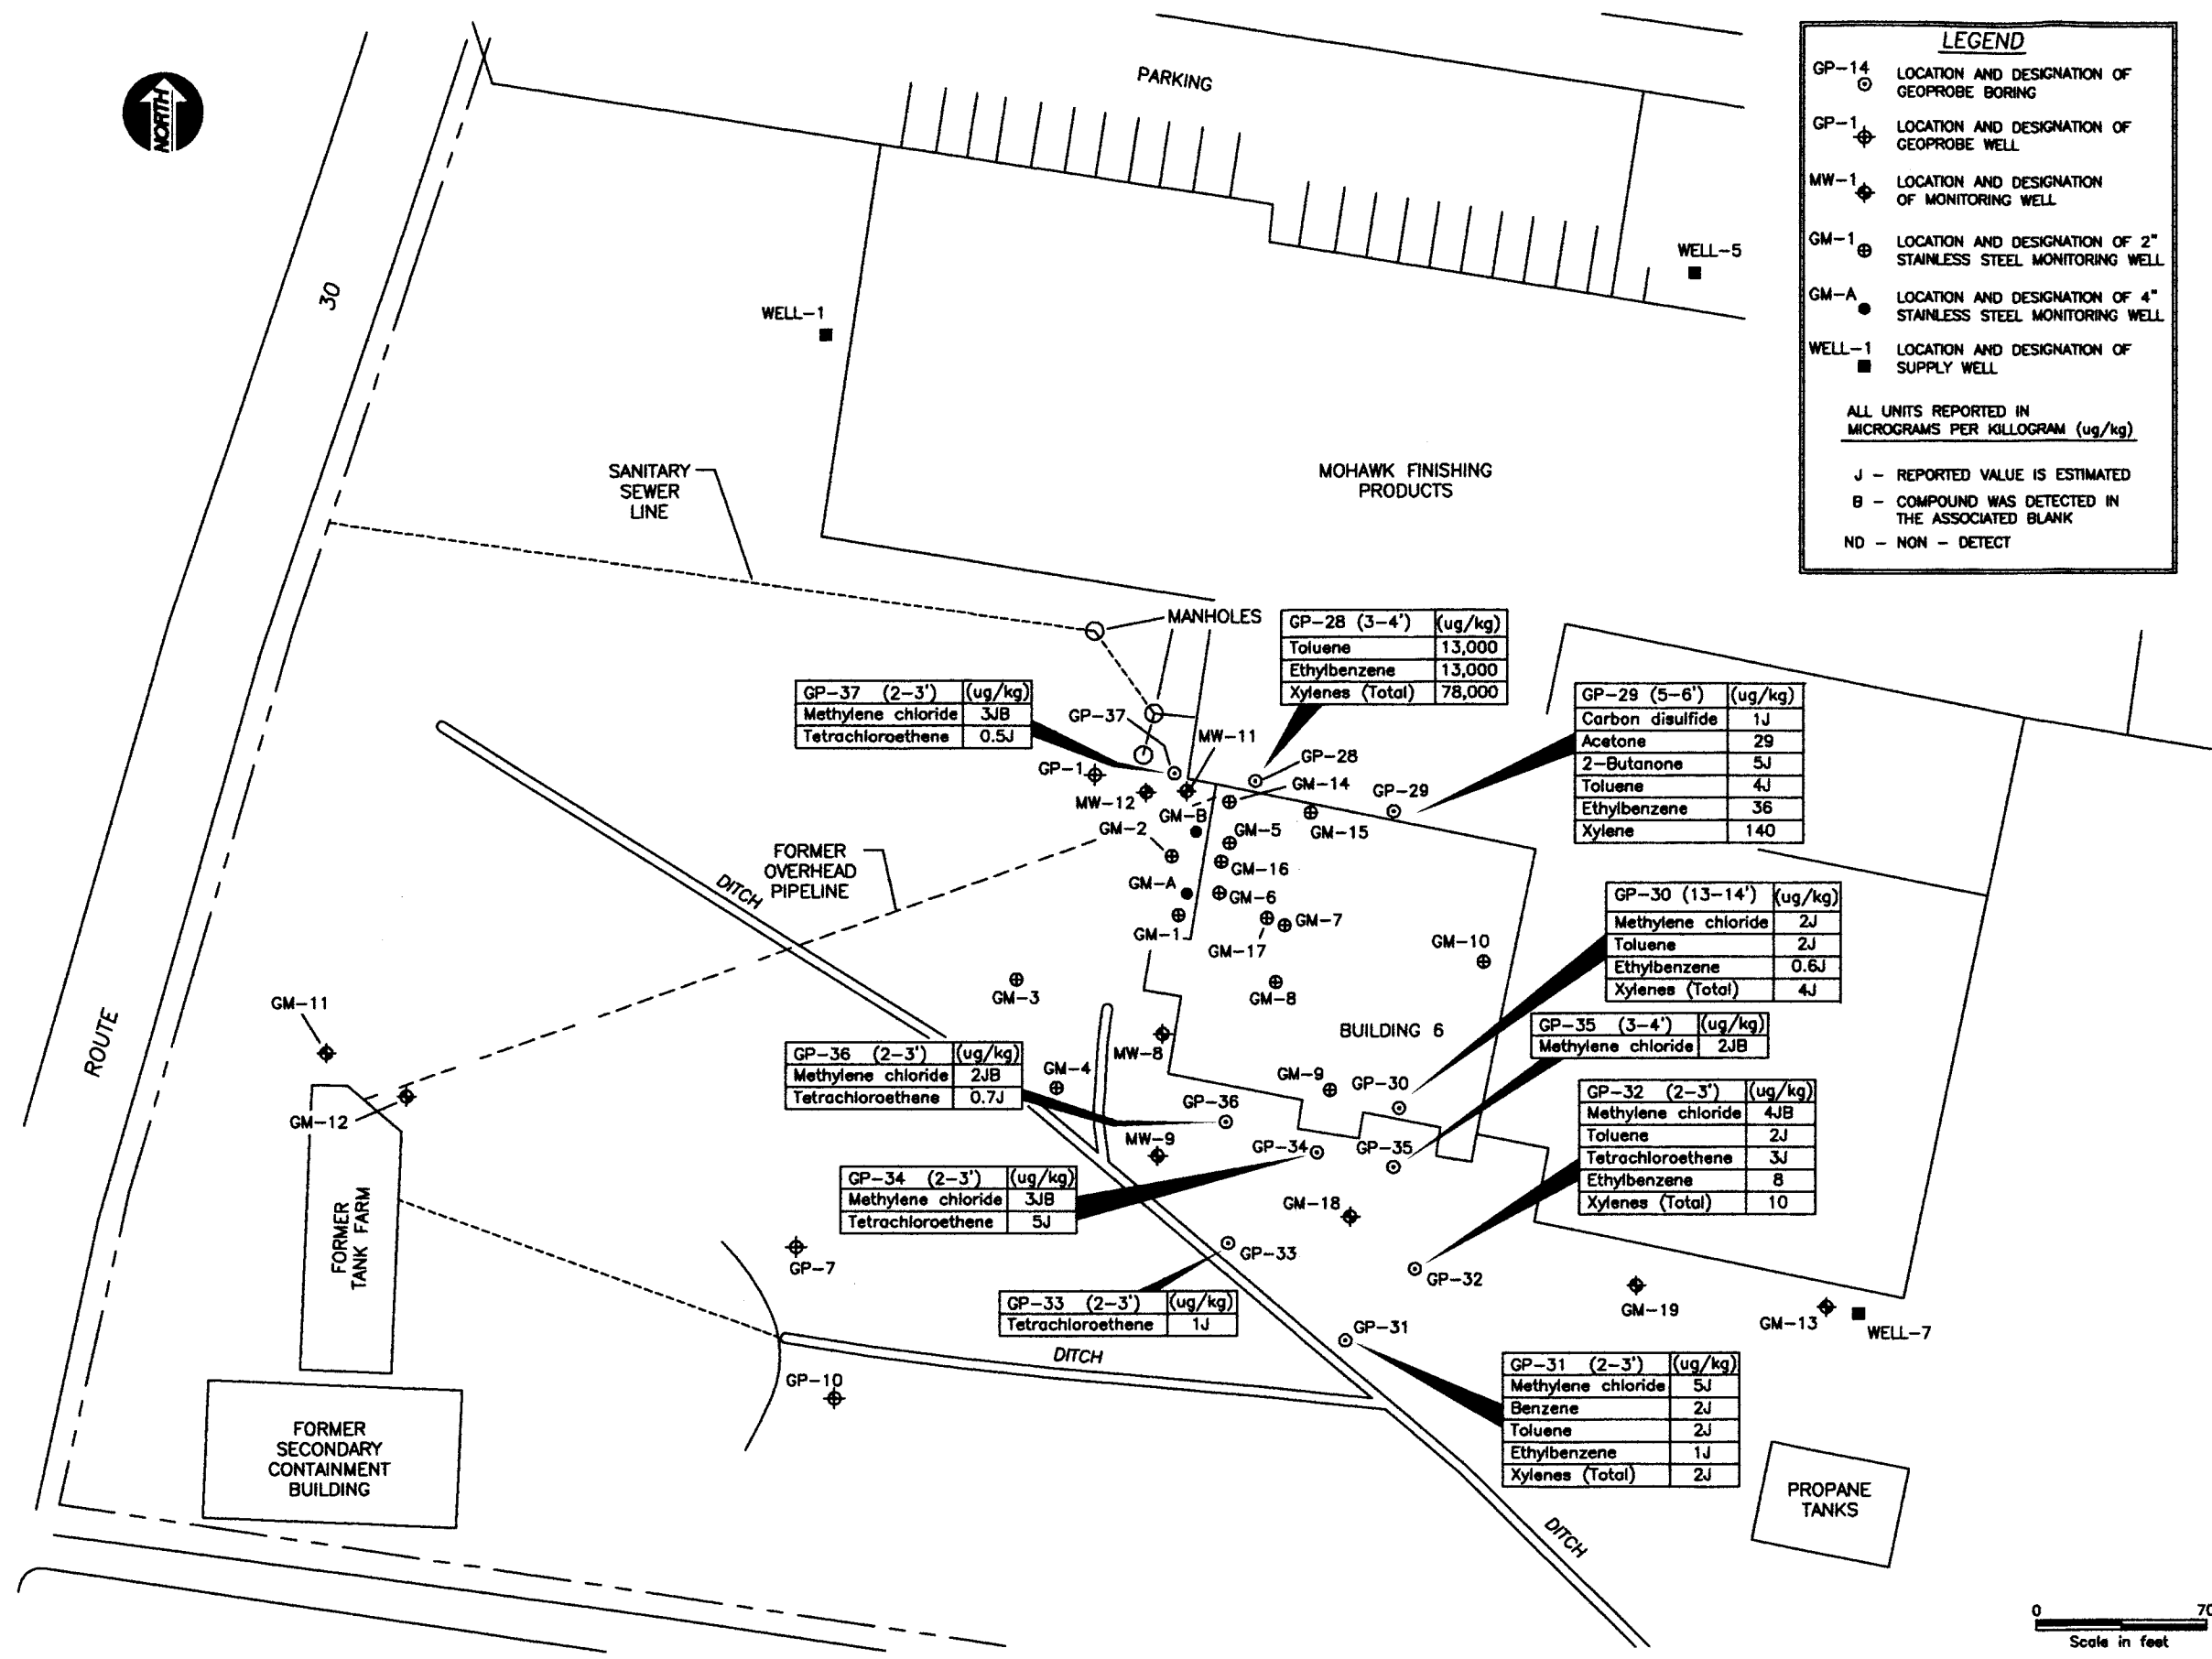 NORTH
PARKING
LEGEND
GP-14
LOCATION AND DESIGNATION OF
GEOPROBE BORING
GP-1
LOCATION AND DESIGNATION OF
GEOPROBE WELL
MW-1
LOCATION AND DESIGNATION
OF MONITORING WELL
GM-1
LOCATION AND DESIGNATION OF 2"
STAINLESS STEEL MONITORING WELL
GM-A
LOCATION AND DESIGNATION OF 4"
STAINLESS STEEL MONITORING WELL
WELL-1
LOCATION AND DESIGNATION OF
SUPPLY WELL
ALL UNITS REPORTED IN
MICROGRAMS PER KILLOGRAM (ug/kg)
J - REPORTED VALUE IS ESTIMATED
B - COMPOUND WAS DETECTED IN
THE ASSOCIATED BLANK
ND - NON - DETECT
WELL-5
WELL-1
30
ROUTE
SANITARY
SEWER
LINE
MOHAWK FINISHING
PRODUCTS
MANHOLES
GP-28 (3-4') (ug/kg)
Toluene 13,000
Ethylbenzene 13,000
Xylenes (Total) 78,000
GP-37 (2-3') (ug/kg)
Methylene chloride 3JB
Tetrachloroethene 0.5J
GP-29 (5-6') (ug/kg)
Carbon disulfide 1J
Acetone 29
2-Butanone 5J
Toluene 4J
Ethylbenzene 36
Xylene 140
GP-37
MW-11
GP-28
GP-1
GM-14
GP-29
MW-12
GM-B
GM-2
GM-5
GM-15
FORMER
OVERHEAD
PIPELINE
DITCH
GM-16
GM-A
GM-6
GM-7
GM-1
GM-17
GM-10
GP-30 (13-14') (ug/kg)
Methylene chloride 2J
Toluene 2J
Ethylbenzene 0.6J
Xylenes (Total) 4J
GM-3
GM-8
GM-11
BUILDING 6
GP-35 (3-4') (ug/kg)
Methylene chloride 2JB
GP-36 (2-3') (ug/kg)
Methylene chloride 2JB
Tetrachloroethene 0.7J
MW-8
GM-4
GM-9
GP-30
GP-36
GM-12
GP-32 (2-3') (ug/kg)
Methylene chloride 4JB
Toluene 2J
Tetrachloroethene 3J
Ethylbenzene 8
Xylenes (Total) 10
MW-9
GP-34
GP-35
GP-34 (2-3') (ug/kg)
Methylene chloride 3JB
Tetrachloroethene 5J
GM-18
FORMER
TANK FARM
GP-7
GP-33
GP-32
GP-33 (2-3') (ug/kg)
Tetrachloroethene 1J
GM-19
GM-13
WELL-7
GP-31
DITCH
GP-31 (2-3') (ug/kg)
Methylene chloride 5J
Benzene 2J
Toluene 2J
Ethylbenzene 1J
Xylenes (Total) 2J
GP-10
FORMER
SECONDARY
CONTAINMENT
BUILDING
PROPANE
TANKS
DITCH
0 70
Scale in feet